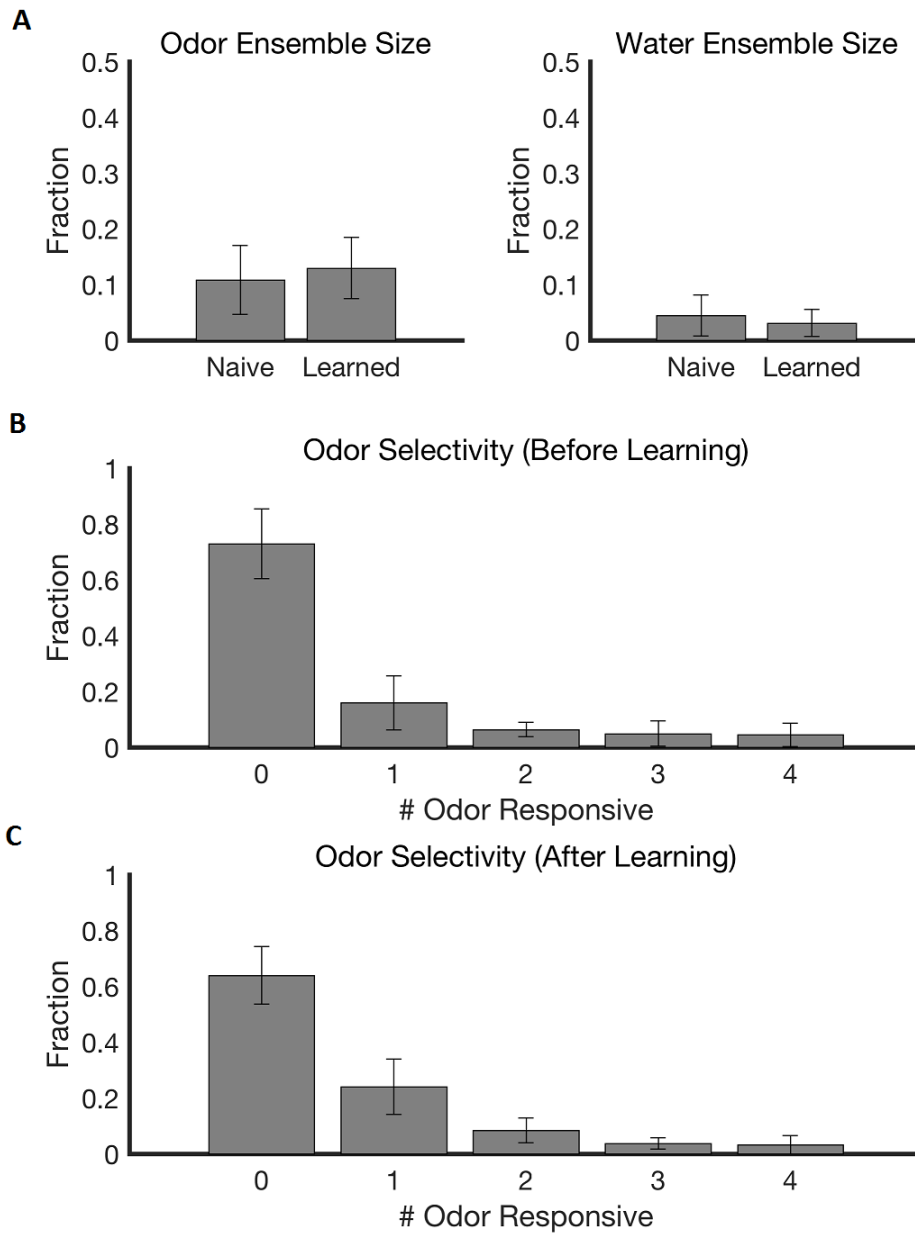 A
Odor Ensemble Size
0.5
0.4
0.3
0.2
0.1
0
Fraction
Naive Learned
Water Ensemble Size
0.5
0.4
0.3
0.2
0.1
0
Fraction
Naive Learned
B
Odor Selectivity (Before Learning)
1
0.8
0.6
0.4
0.2
0
Fraction
0 1 2 3 4
# Odor Responsive
C
Odor Selectivity (After Learning)
1
0.8
0.6
0.4
0.2
0
Fraction
0 1 2 3 4
# Odor Responsive